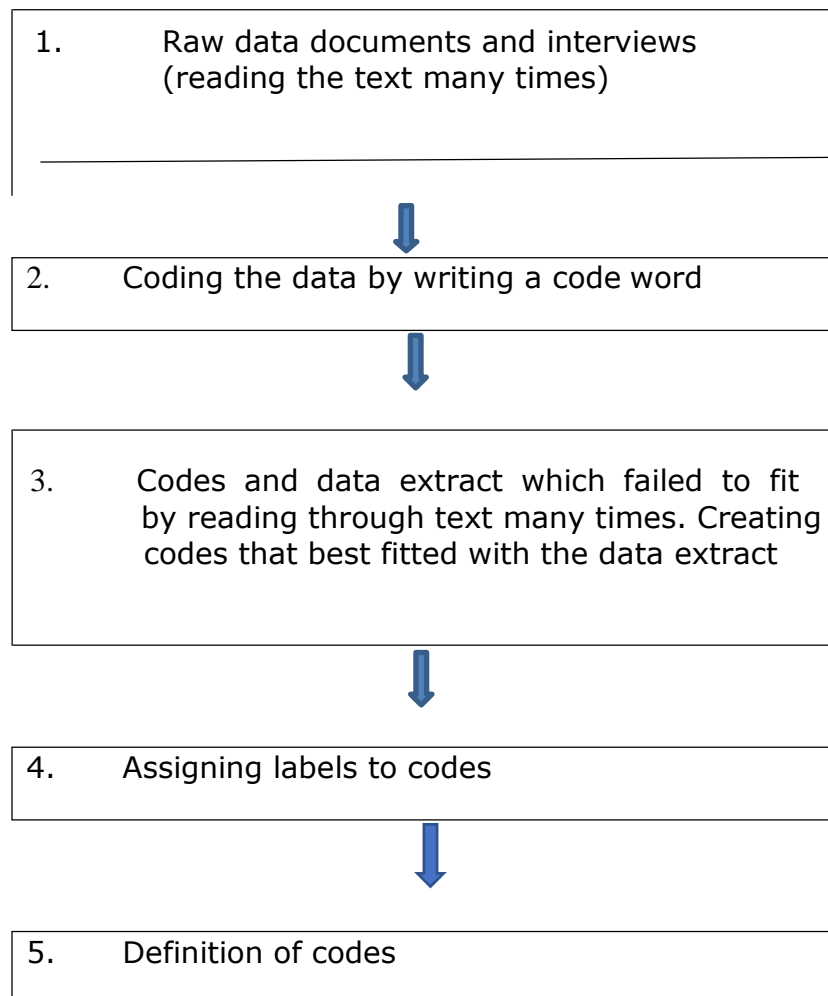 1. Raw data documents and interviews
(reading the text many times)
2. Coding the data by writing a code word
3. Codes and data extract which failed to fit
by reading through text many times. Creating
codes that best fitted with the data extract
4. Assigning labels to codes
5. Definition of codes